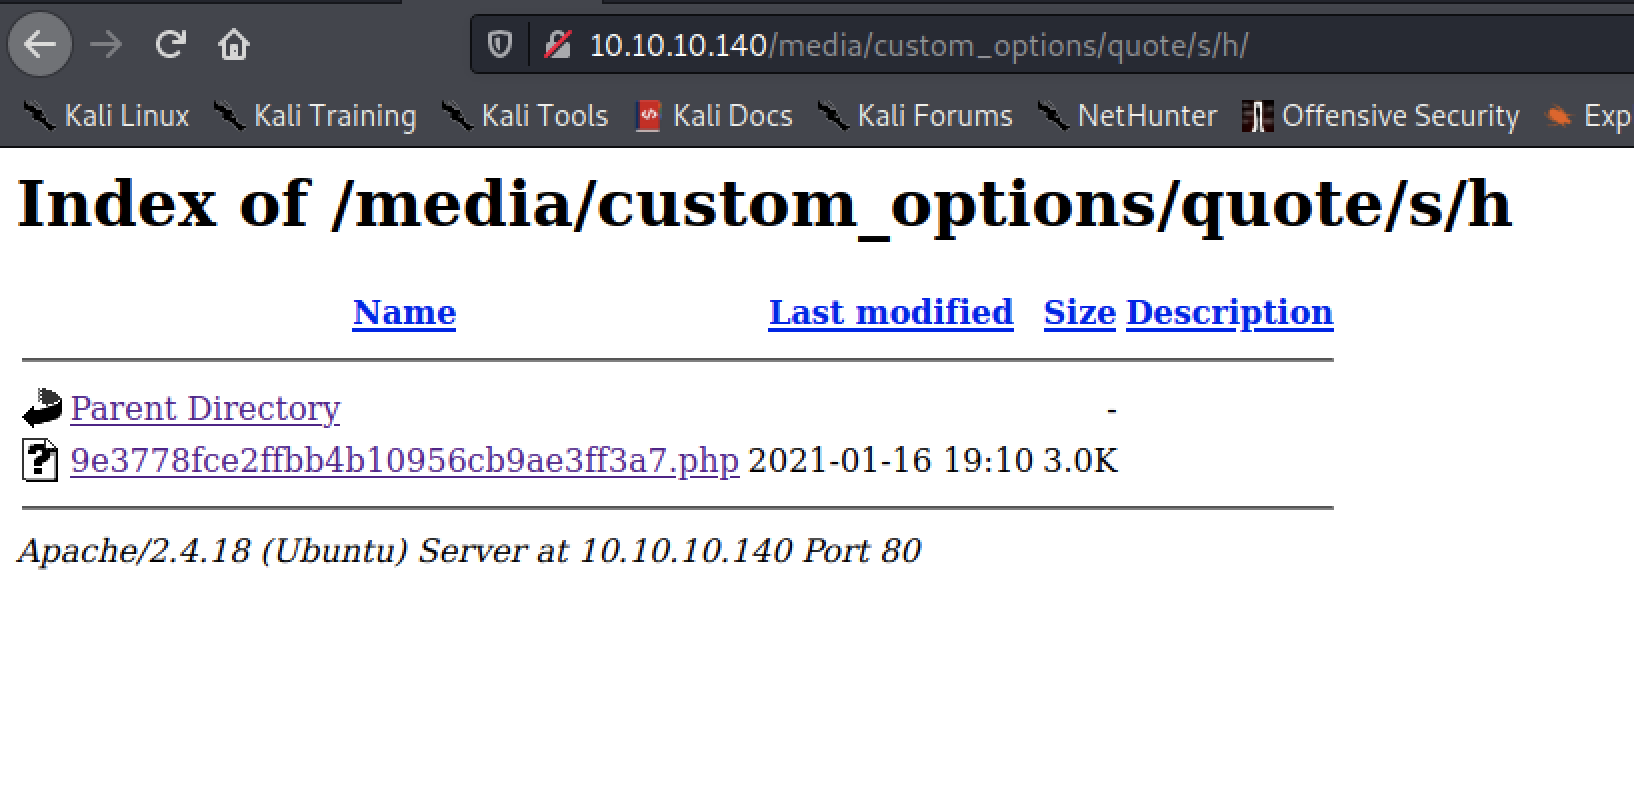 10.10.10.140/media/custom_options/quote/s/h/
Kali Linux Kali Training Kali Tools Kali Docs Kali Forums NetHunter Offensive Security Exp
Index of /media/custom_options/quote/s/h
Name Last modified Size Description
Parent Directory -
9e3778fce2ffbb4b10956cb9ae3ff3a7.php 2021-01-16 19:10 3.0K
Apache/2.4.18 (Ubuntu) Server at 10.10.10.140 Port 80